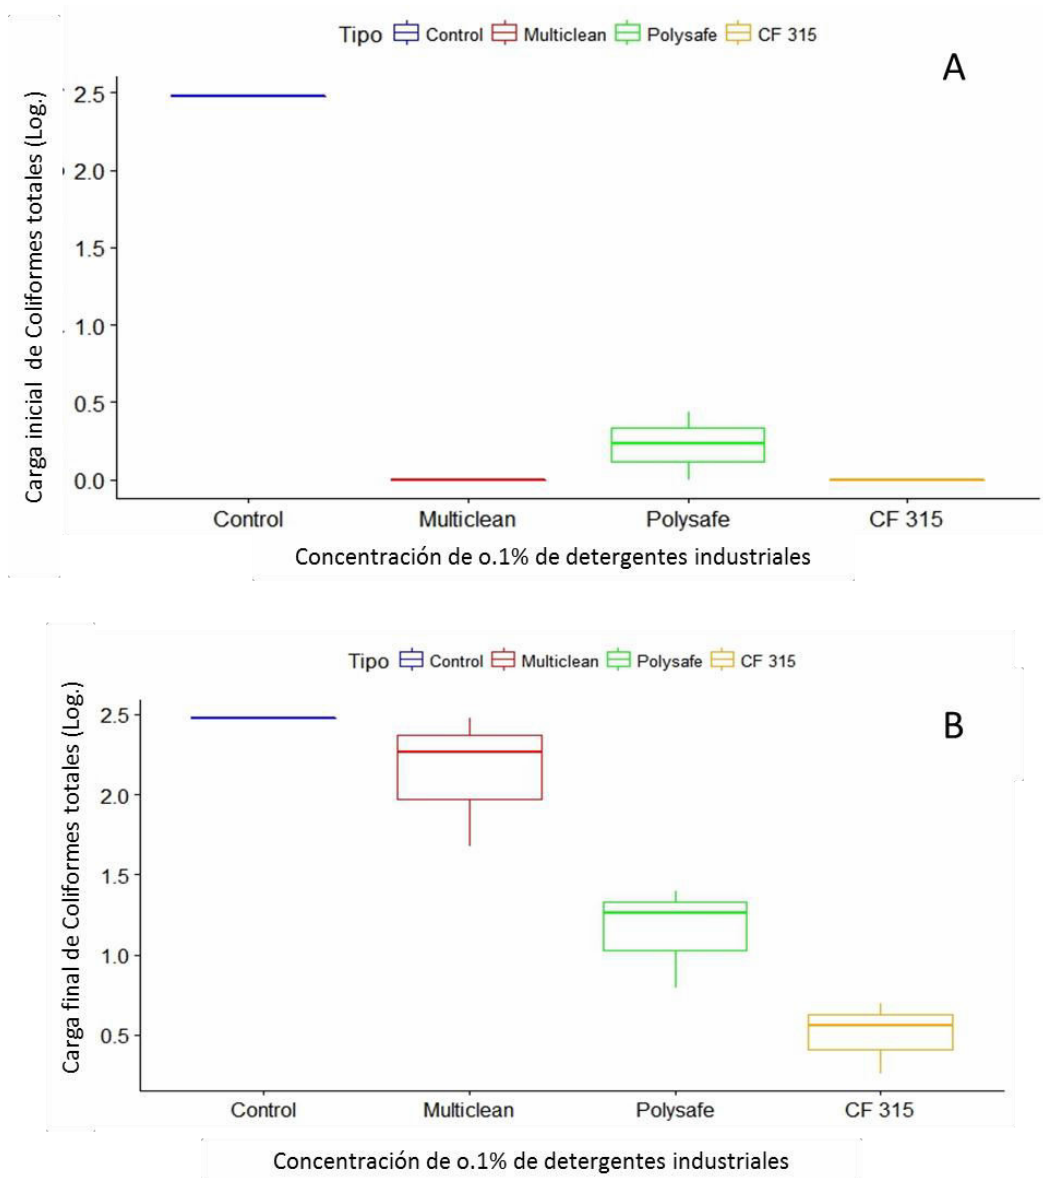 Tipo Control Multiclean Polysafe CF 315
A
Carga inicial de Coliformes totales (Log.)
2.5
2.0
1.5
1.0
0.5
0.0
Control Multiclean Polysafe CF 315
Concentración de o.1% de detergentes industriales
Tipo Control Multiclean Polysafe CF 315
B
Carga final de Coliformes totales (Log.)
2.5
2.0
1.5
1.0
0.5
Control Multiclean Polysafe CF 315
Concentración de o.1% de detergentes industriales